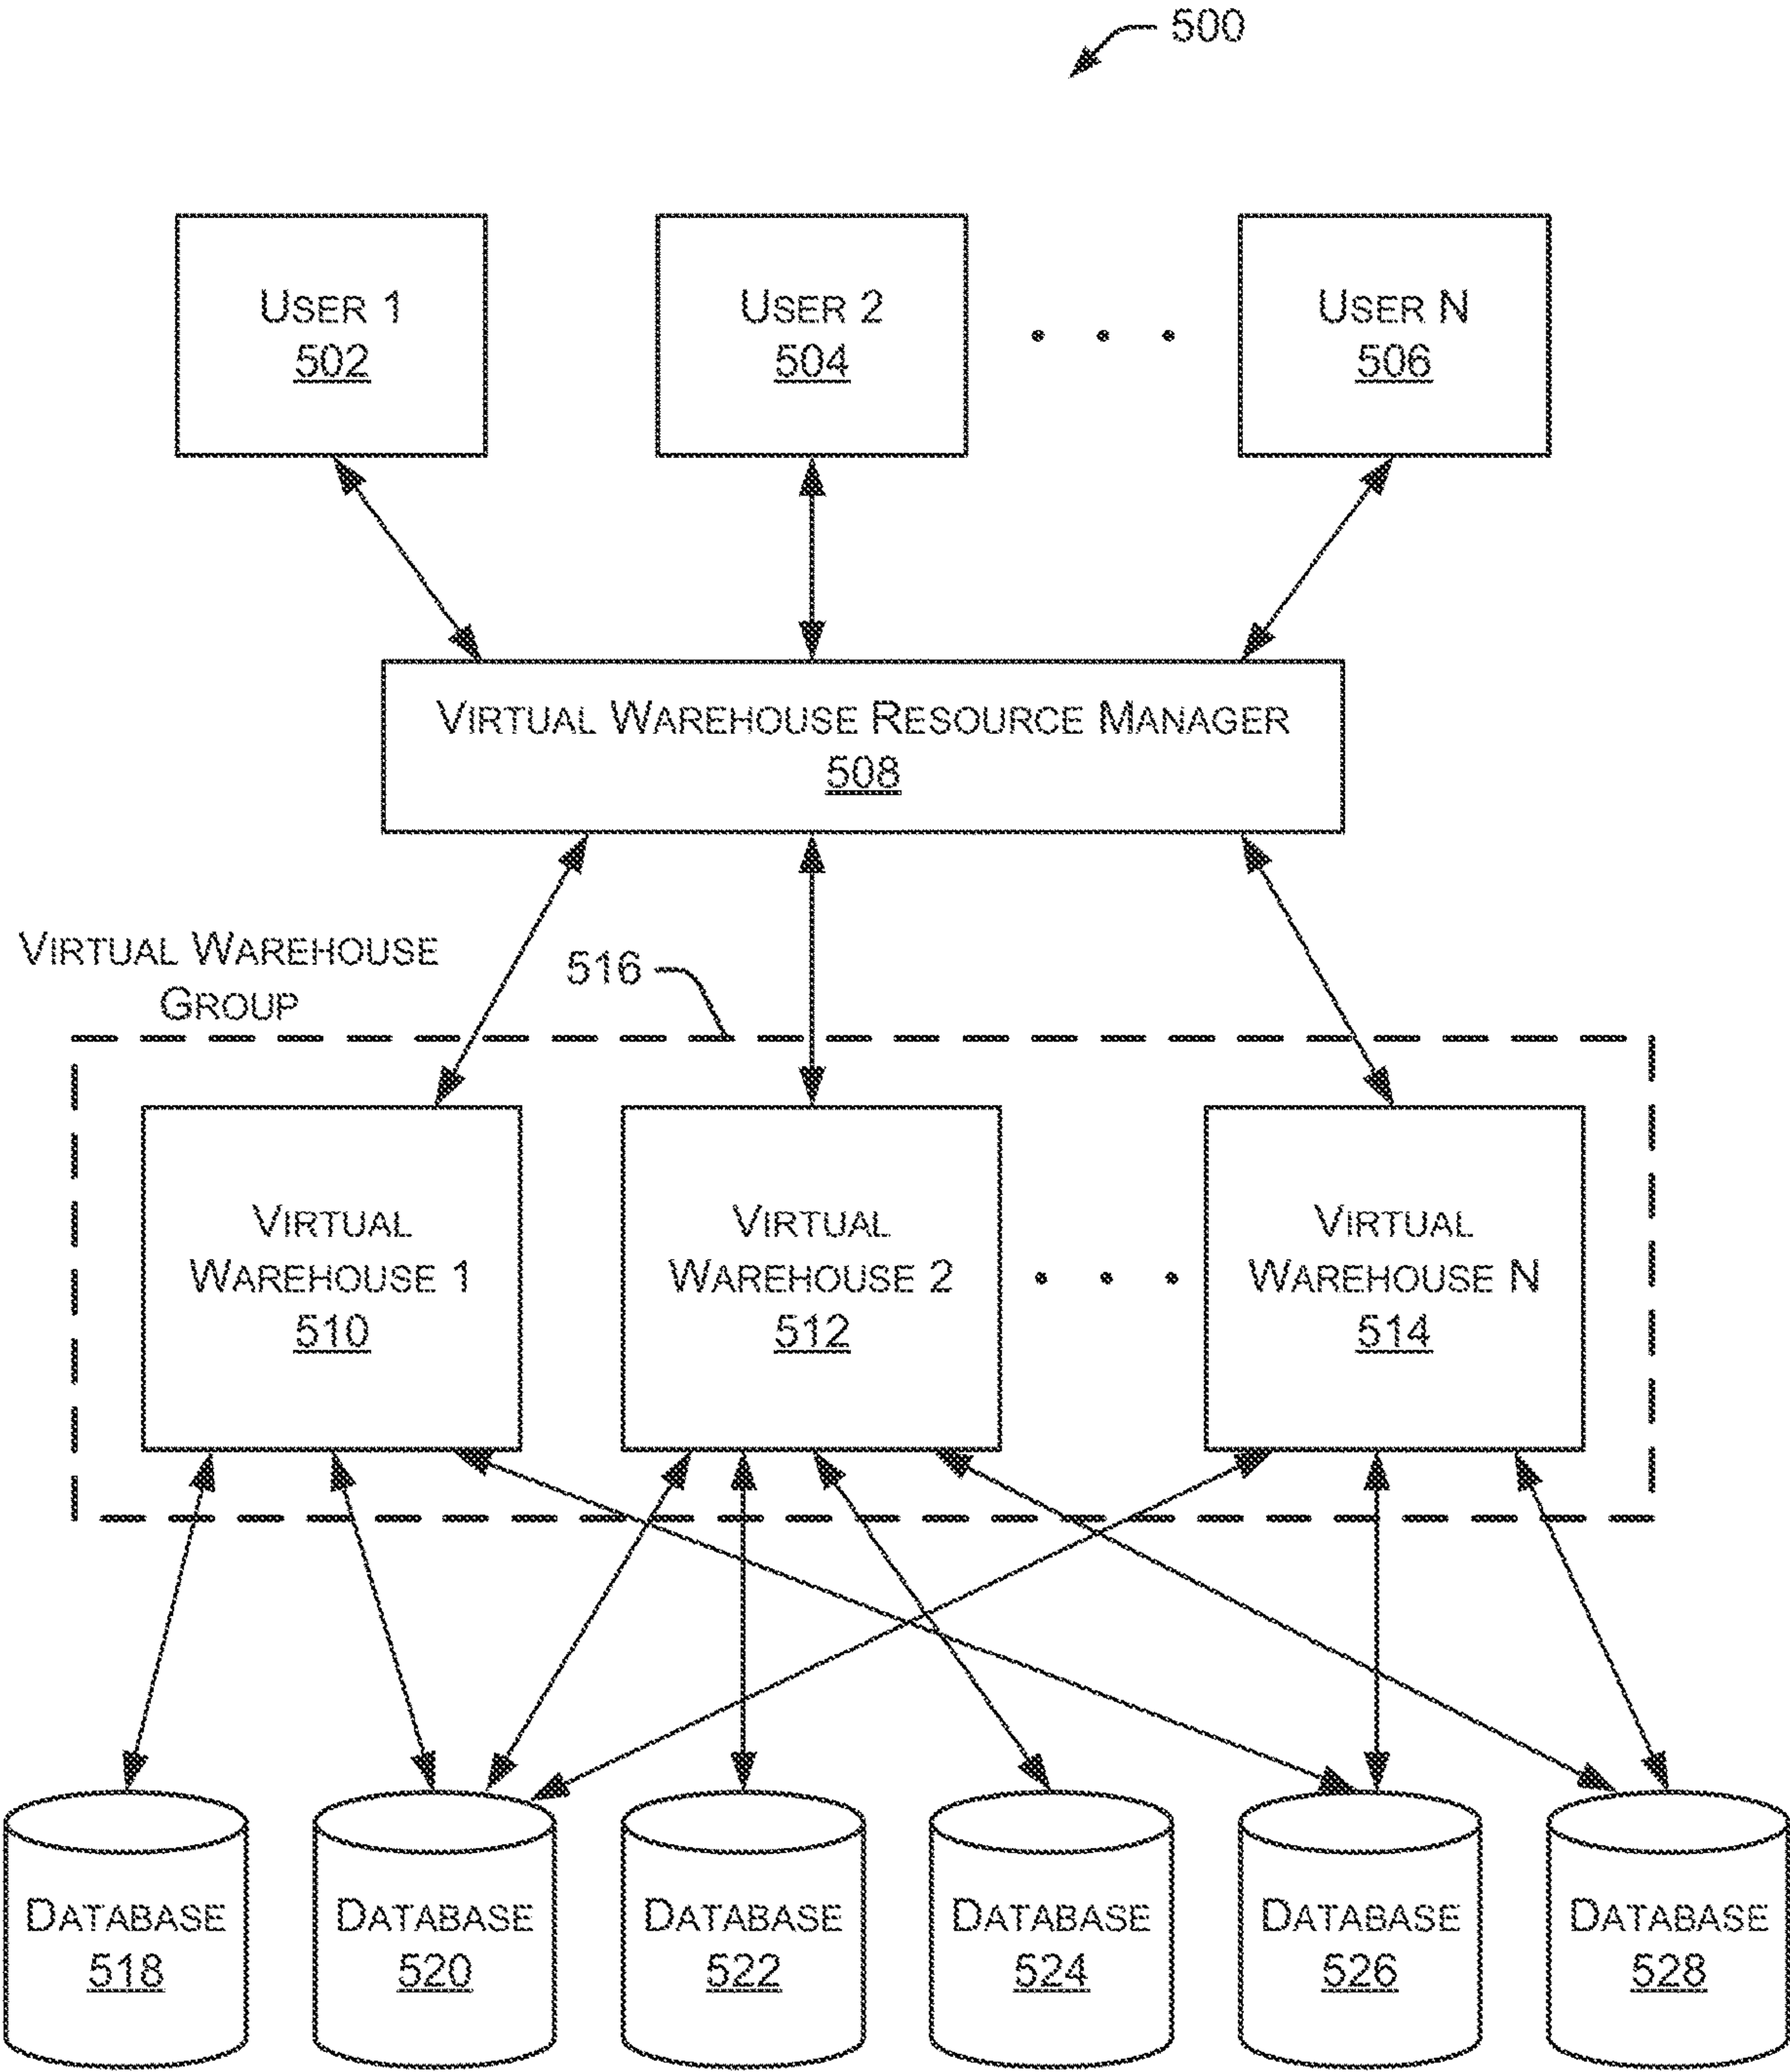 500
User 1
502
User 2
504
User N
506
Virtual Warehouse Resource Manager
508
Virtual Warehouse
Group
516
Virtual
Warehouse 1
510
Virtual
Warehouse 2
512
Virtual
Warehouse N
514
Database
518
Database
520
Database
522
Database
524
Database
526
Database
528